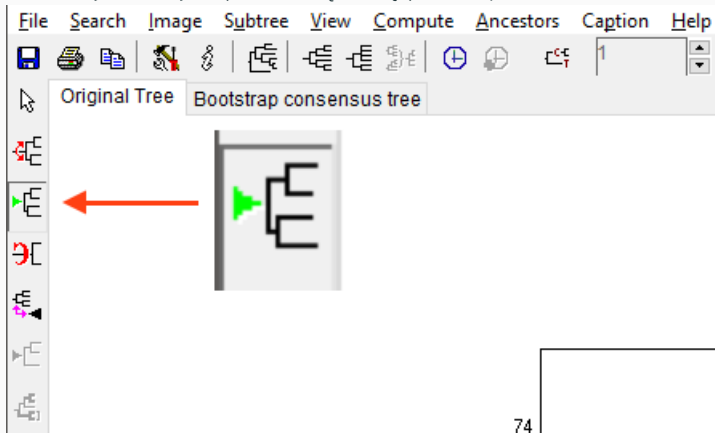 File Search Image Subtree View Compute Ancestors Caption Help
1
Original Tree Bootstrap consensus tree
74